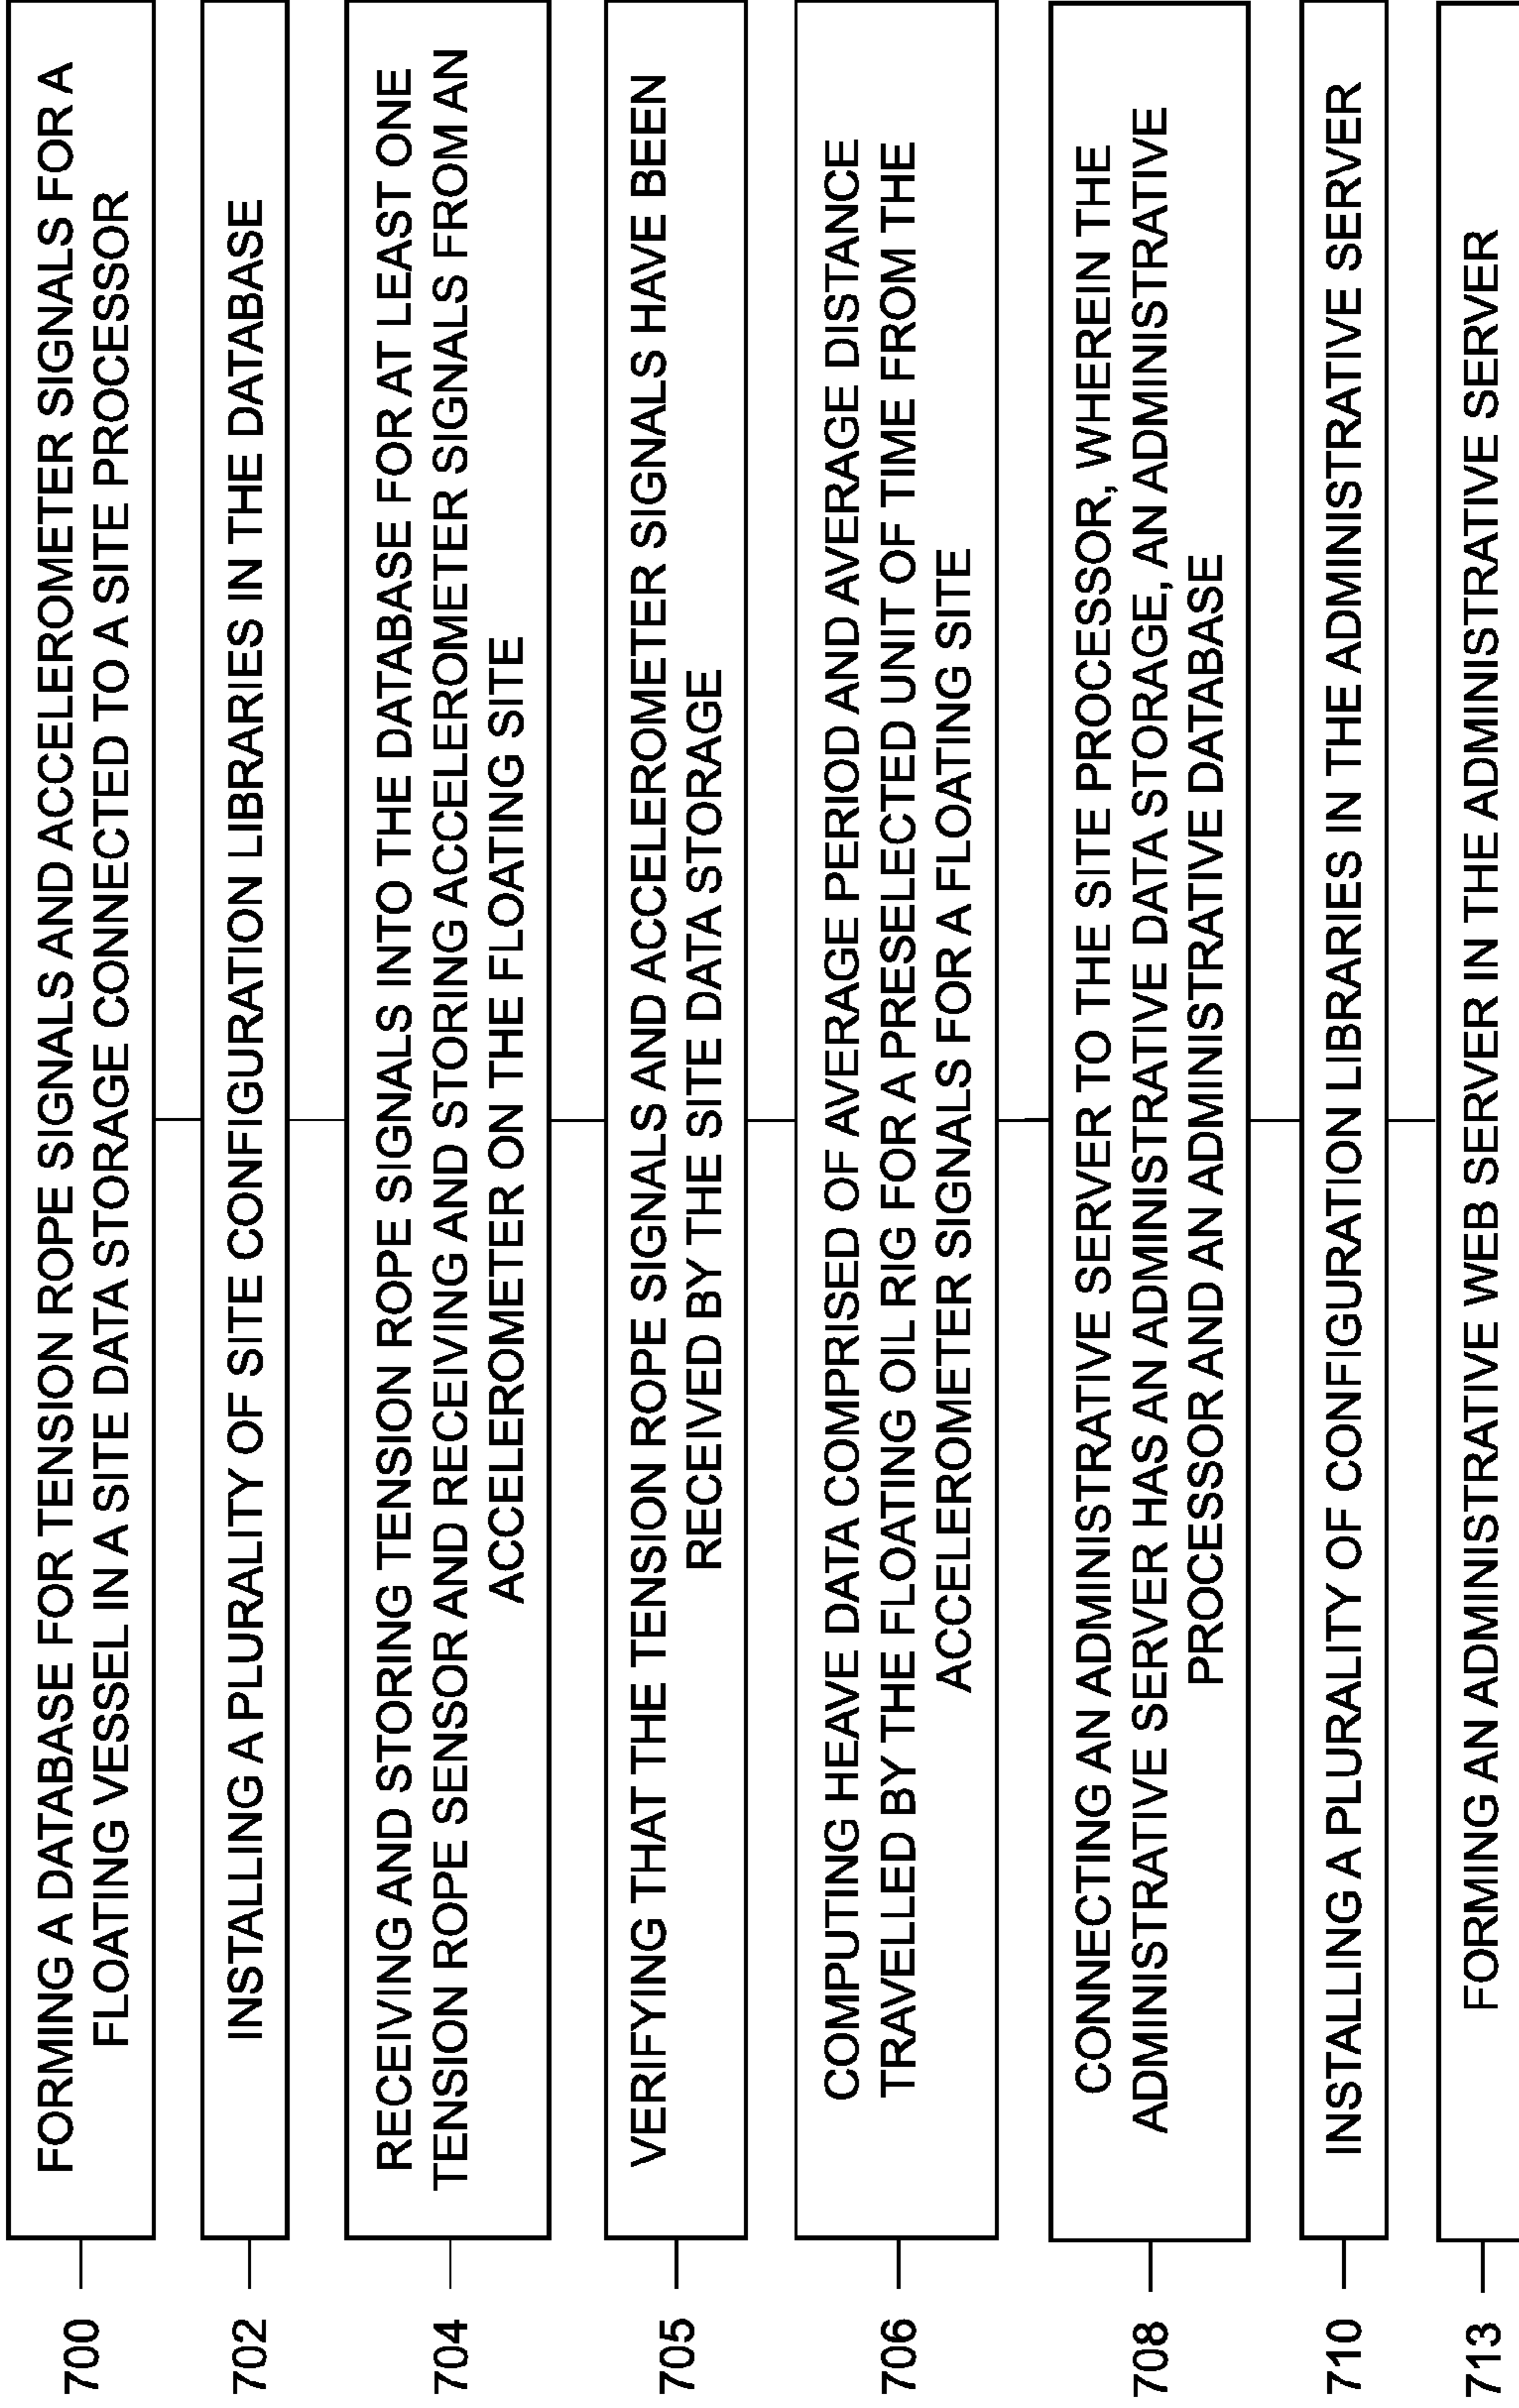 700
FORMING A DATABASE FOR TENSION ROPE SIGNALS AND ACCELEROMETER SIGNALS FOR A
FLOATING VESSEL IN A SITE DATA STORAGE CONNECTED TO A SITE PROCESSOR
702
INSTALLING A PLURALITY OF SITE CONFIGURATION LIBRARIES IN THE DATABASE
704
RECEIVING AND STORING TENSION ROPE SIGNALS INTO THE DATABASE FOR AT LEAST ONE
TENSION ROPE SENSOR AND RECEIVING AND STORING ACCELEROMETER SIGNALS FROM AN
ACCELEROMETER ON THE FLOATING SITE
705
VERIFYING THAT THE TENSION ROPE SIGNALS AND ACCELEROMETER SIGNALS HAVE BEEN
RECEIVED BY THE SITE DATA STORAGE
706
COMPUTING HEAVE DATA COMPRISED OF AVERAGE PERIOD AND AVERAGE DISTANCE
TRAVELLED BY THE FLOATING OIL RIG FOR A PRESELECTED UNIT OF TIME FROM THE
ACCELEROMETER SIGNALS FOR A FLOATING SITE
708
CONNECTING AN ADMINISTRATIVE SERVER TO THE SITE PROCESSOR, WHEREIN THE
ADMINISTRATIVE SERVER HAS AN ADMINISTRATIVE DATA STORAGE, AN ADMINISTRATIVE
PROCESSOR AND AN ADMINISTRATIVE DATABASE
710
INSTALLING A PLURALITY OF CONFIGURATION LIBRARIES IN THE ADMINISTRATIVE SERVER
713
FORMING AN ADMINISTRATIVE WEB SERVER IN THE ADMINISTRATIVE SERVER